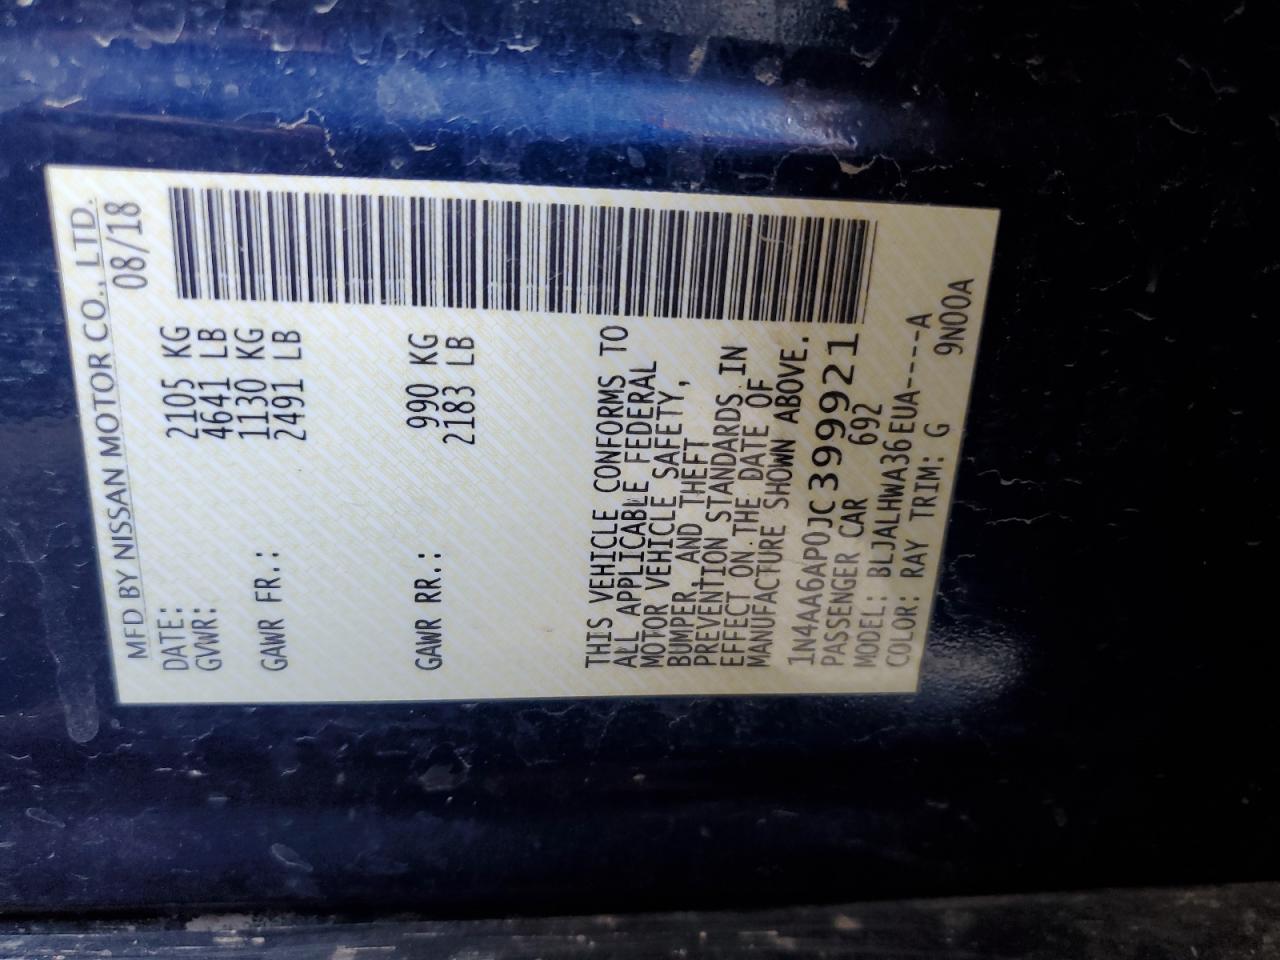 MFD BY NISSAN MOTOR CO., LTD.
DATE: 08/18
GVWR: 2105 KG
4641 LB
GAWR FR.: 1130 KG
2491 LB
GAWR RR.: 990 KG
2183 LB
THIS VEHICLE CONFORMS TO
ALL APPLICABLE FEDERAL
MOTOR VEHICLE SAFETY,
BUMPER, AND THEFT
PREVENTION STANDARDS IN
EFFECT ON THE DATE OF
MANUFACTURE SHOWN ABOVE.
1N4AA6AP0JC399921
PASSENGER CAR 692
MODEL: BLJALHWA36EUA----A
COLOR: RAY TRIM: G 9N00A